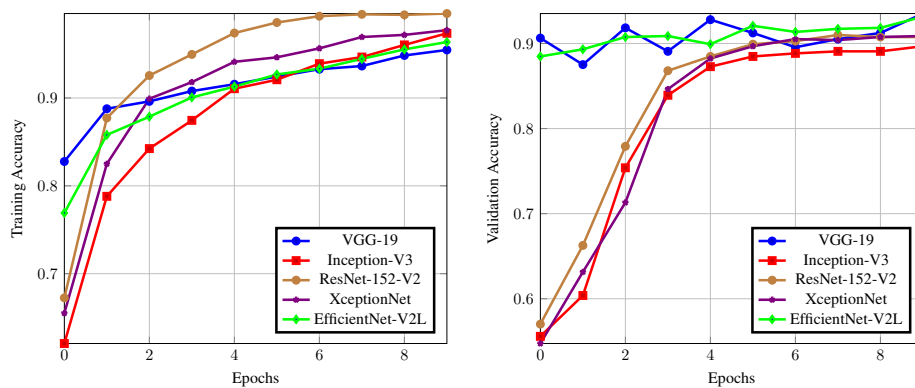 Training Accuracy
0.9
0.8
0.7
0
2
4
6
8
Epochs
VGG-19
Inception-V3
ResNet-152-V2
XceptionNet
EfficientNet-V2L
Validation Accuracy
0.9
0.8
0.7
0.6
0
2
4
6
8
Epochs
VGG-19
Inception-V3
ResNet-152-V2
XceptionNet
EfficientNet-V2L